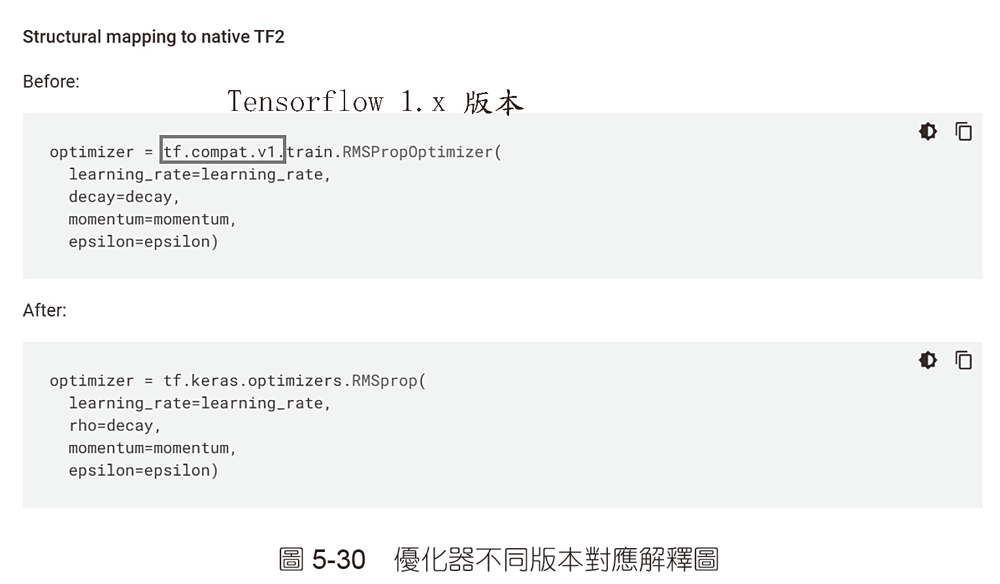 Structural mapping to native TF2
Before:
Tensorflow 1.x 版本
optimizer = tf.compat.v1.train.RMSPropOptimizer(
  learning_rate=learning_rate,
  decay=decay,
  momentum=momentum,
  epsilon=epsilon)
After:
optimizer = tf.keras.optimizers.RMSprop(
  learning_rate=learning_rate,
  rho=decay,
  momentum=momentum,
  epsilon=epsilon)
圖 5-30 優化器不同版本對應解釋圖